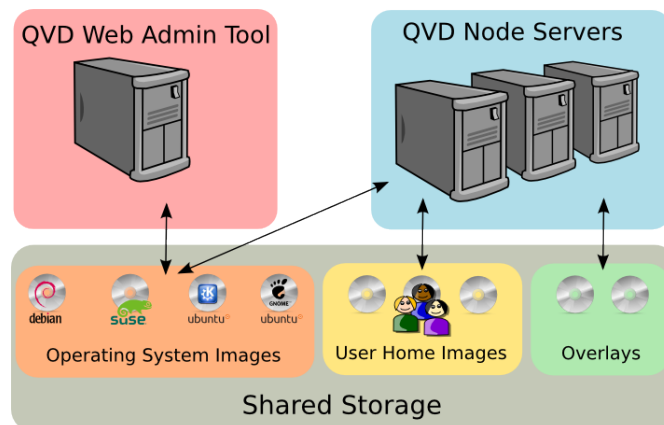 QVD Web Admin Tool
QVD Node Servers
debian
suse
ubuntu
GNOME
ubuntu
Operating System Images
User Home Images
Overlays
Shared Storage